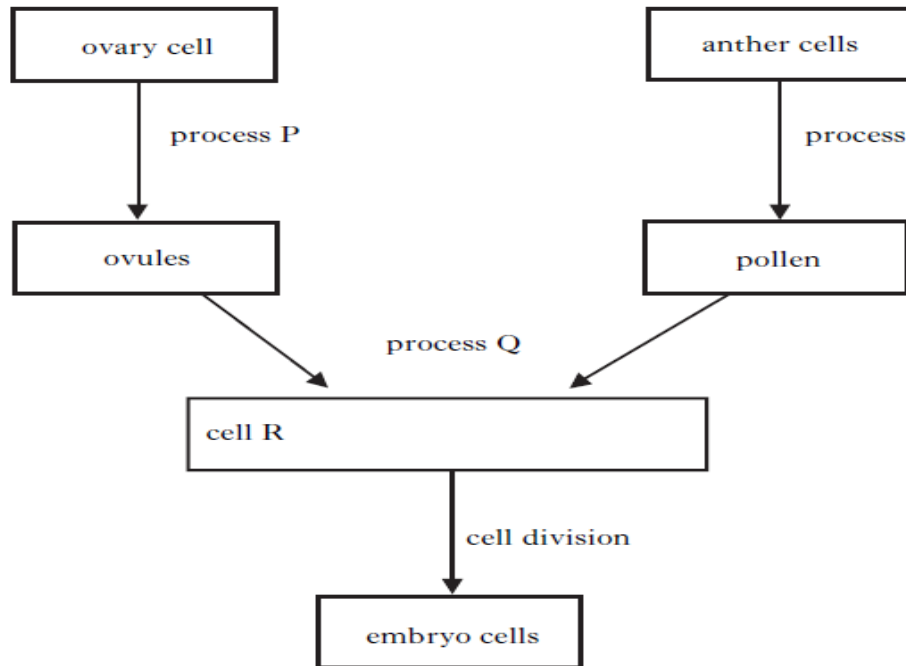 ovary cell
anther cells
process P
process
ovules
pollen
process Q
cell R
cell division
embryo cells